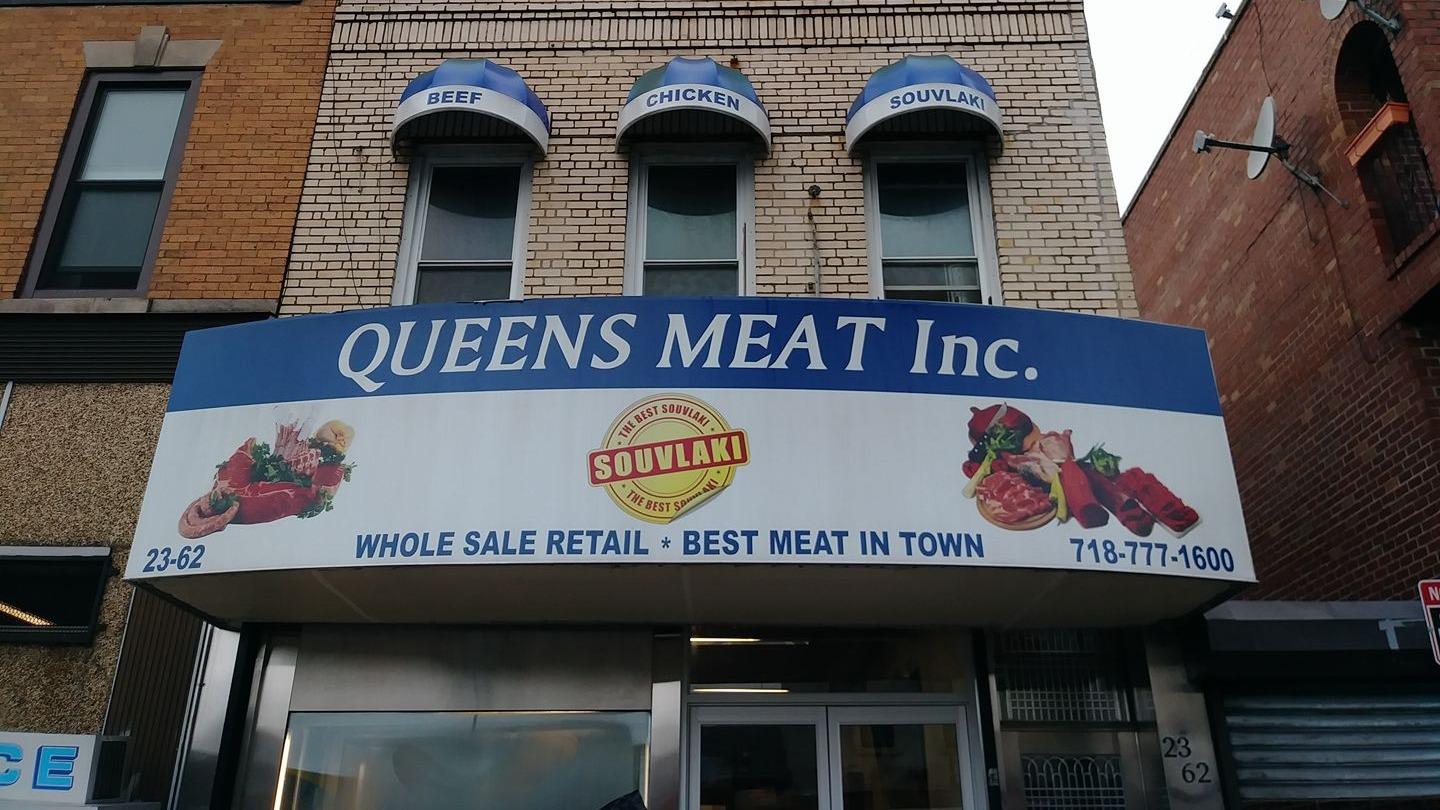 BEEF
CHICKEN
SOUVLAKI
QUEENS MEAT Inc.
THE BEST SOUVLAKI
SOUVLAKI
THE BEST SOUVLAKI
23-62
WHOLE SALE RETAIL * BEST MEAT IN TOWN
718-777-1600
CE
23
62